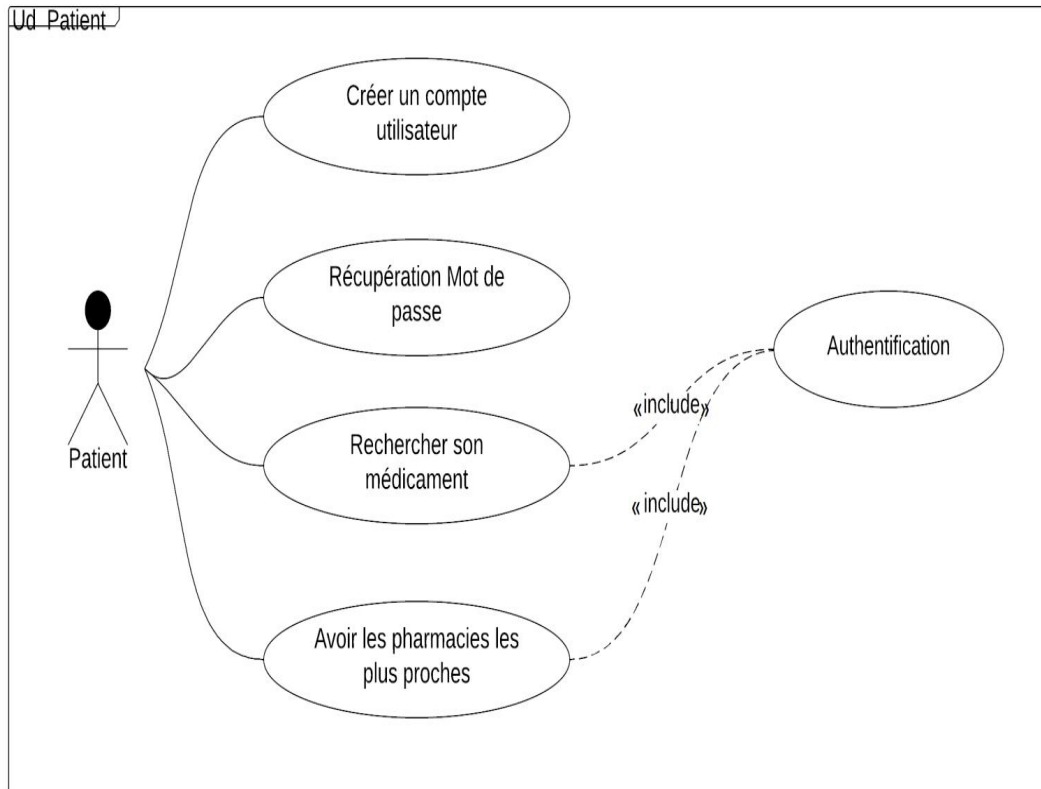 Ud Patient
Créer un compte
utilisateur
Récupération Mot de
passe
Authentification
«include»
Rechercher son
médicament
Patient
«include»
Avoir les pharmacies les
plus proches